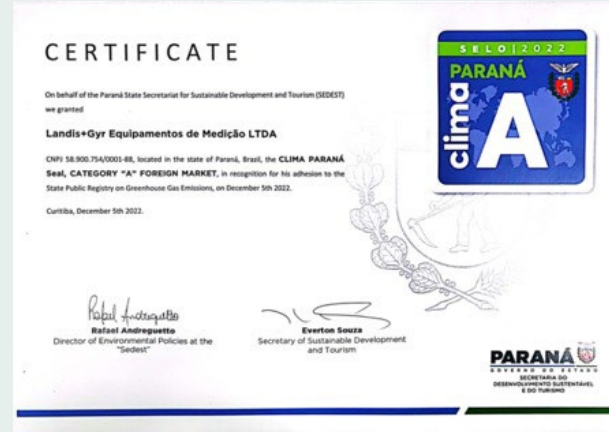 CERTIFICATE
On behalf of the Paraná State Secretariat for Sustainable Development and Tourism (SEDEST)
we granted
Landis+Gyr Equipamentos de Medição LTDA
CNPJ 58.900.754/0001-88, located in the state of Paraná, Brazil, the CLIMA PARANÁ
Seal, CATEGORY "A" FOREIGN MARKET, in recognition for his adhesion to the
State Public Registry on Greenhouse Gas Emissions, on December 5th 2022.
Curitiba, December 5th 2022.
SELO|2022
PARANÁ
clima
A
Rafael Andreguetto
Rafael Andreguetto
Director of Environmental Policies at the
"Sedest"
Everton Souza
Secretary of Sustainable Development
and Tourism
PARANÁ
GOVERNO DO ESTADO
SECRETARIA DO
DESENVOLVIMENTO SUSTENTÁVEL
E DO TURISMO